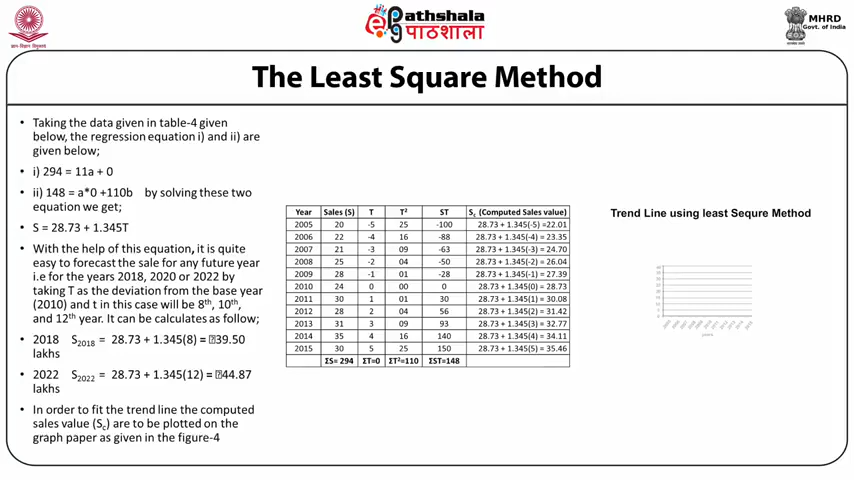 ePathshala
पाठशाला
MHRD
Govt. of India
The Least Square Method
• Taking the data given in table-4 given
below, the regression equation i) and ii) are
given below;
• i) 294 = 11a + 0
• ii) 148 = a*0 +110b by solving these two
equation we get;
• S = 28.73 + 1.345T
• With the help of this equation, it is quite
easy to forecast the sale for any future year
i.e for the years 2018, 2020 or 2022 by
taking T as the deviation from the base year
(2010) and t in this case will be 8th, 10th,
and 12th year. It can be calculates as follow;
• 2018 S2018 = 28.73 + 1.345(8) = 39.50
lakhs
• 2022 S2022 = 28.73 + 1.345(12) = 44.87
lakhs
• In order to fit the trend line the computed
sales value (Sc) are to be plotted on the
graph paper as given in the figure-4
Year Sales (S) T T² ST Sc (Computed Sales value)
2005 20 -5 25 -100 28.73 + 1.345(-5) =22.01
2006 22 -4 16 -88 28.73 + 1.345(-4) = 23.35
2007 21 -3 09 -63 28.73 + 1.345(-3) = 24.70
2008 25 -2 04 -50 28.73 + 1.345(-2) = 26.04
2009 28 -1 01 -28 28.73 + 1.345(-1) = 27.39
2010 24 0 00 0 28.73 + 1.345(0) = 28.73
2011 30 1 01 30 28.73 + 1.345(1) = 30.08
2012 28 2 04 56 28.73 + 1.345(2) = 31.42
2013 31 3 09 93 28.73 + 1.345(3) = 32.77
2014 35 4 16 140 28.73 + 1.345(4) = 34.11
2015 30 5 25 150 28.73 + 1.345(5) = 35.46
ΣS= 294 ΣT=0 ΣT²=110 ΣST=148
Trend Line using least Sequre Method
years